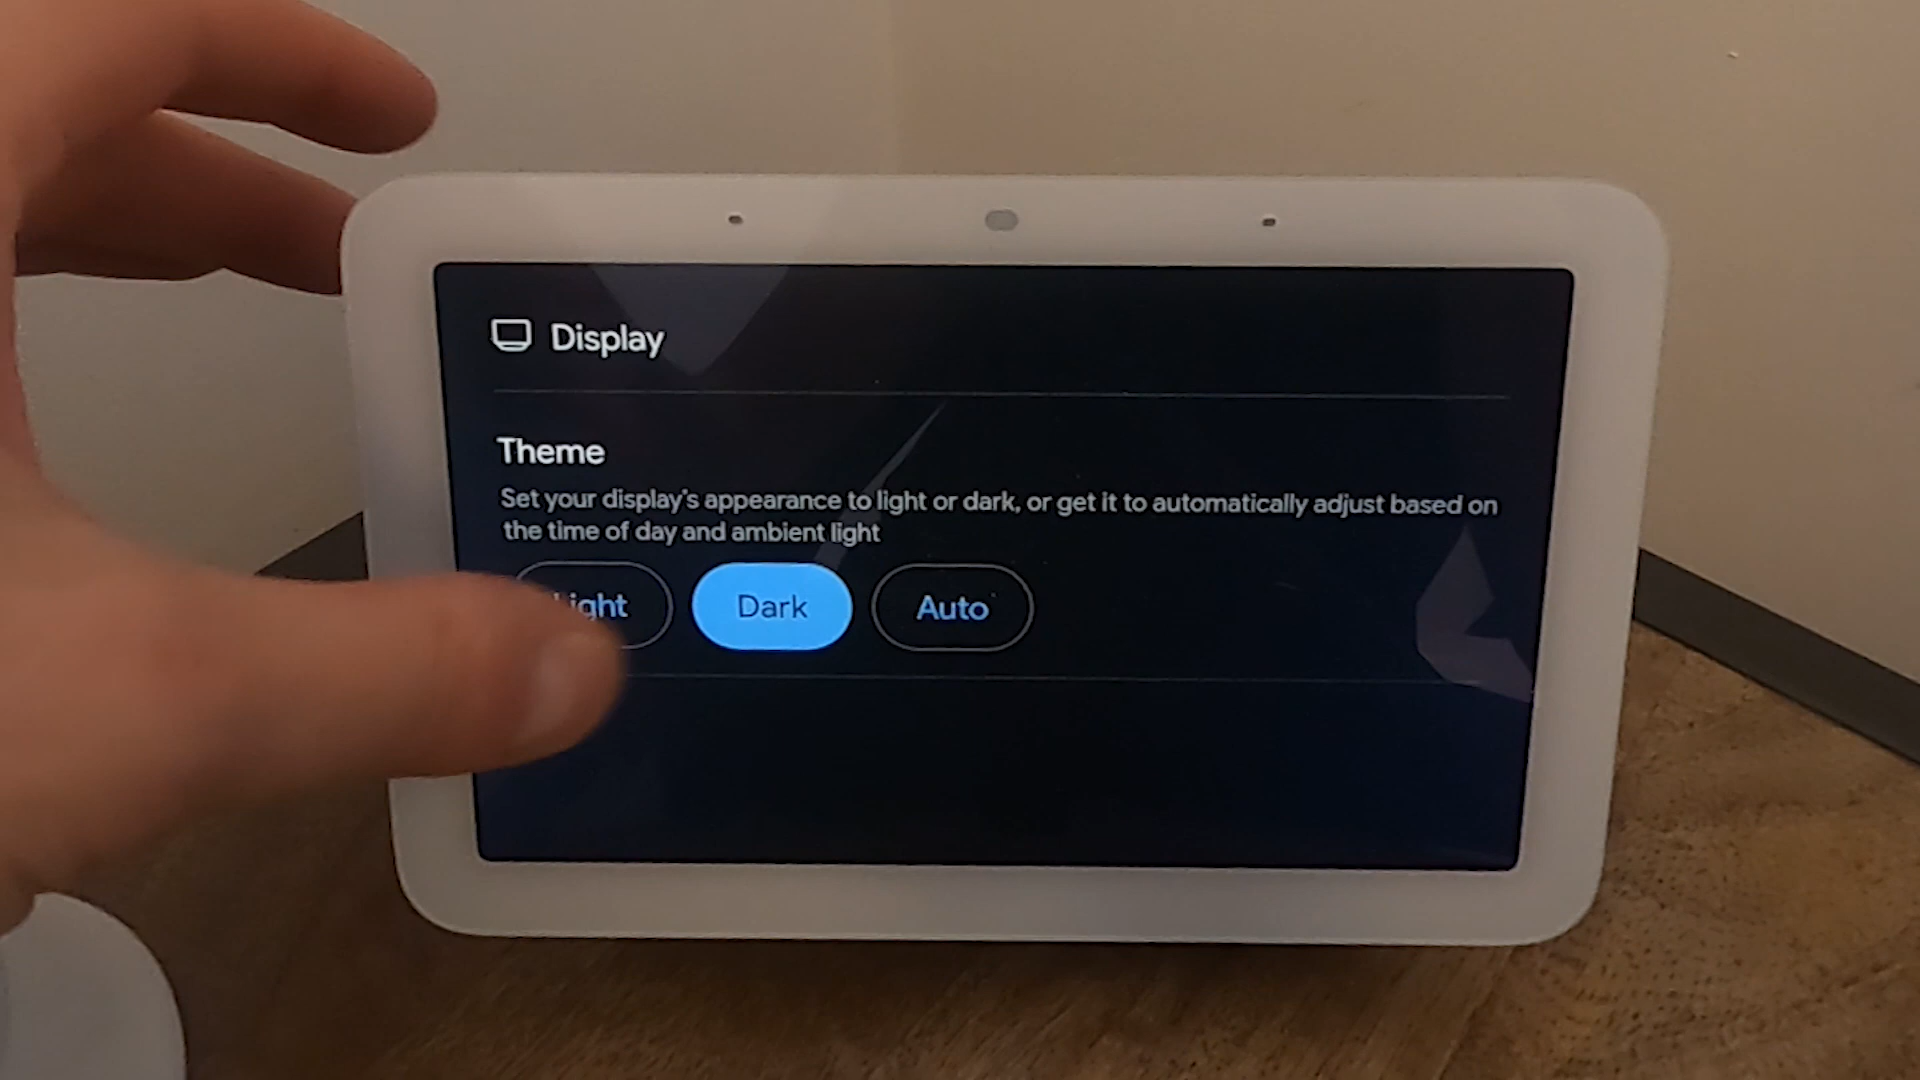 Display
Theme
Set your display's appearance to light or dark, or get it to automatically adjust based on
the time of day and ambient light
Light Dark Auto